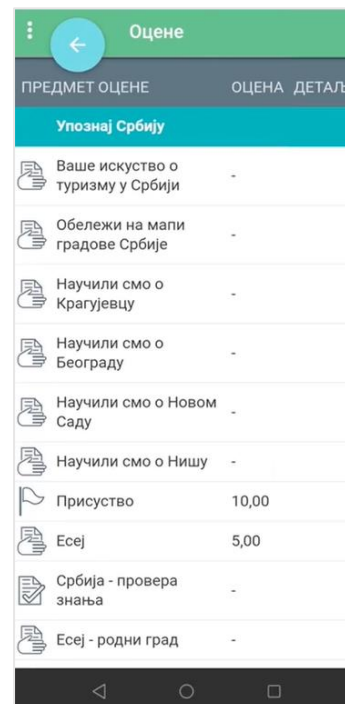 Оцене
ПРЕДМЕТ ОЦЕНЕ ОЦЕНА ДЕТАЉ
Упознај Србију
Ваше искуство о
туризму у Србији -
Обележи на мапи
градове Србије -
Научили смо о
Крагујевцу -
Научили смо о
Београду -
Научили смо о Новом
Саду -
Научили смо о Нишу -
Присуство 10,00
Есеј 5,00
Србија - провера
знања -
Есеј - родни град -